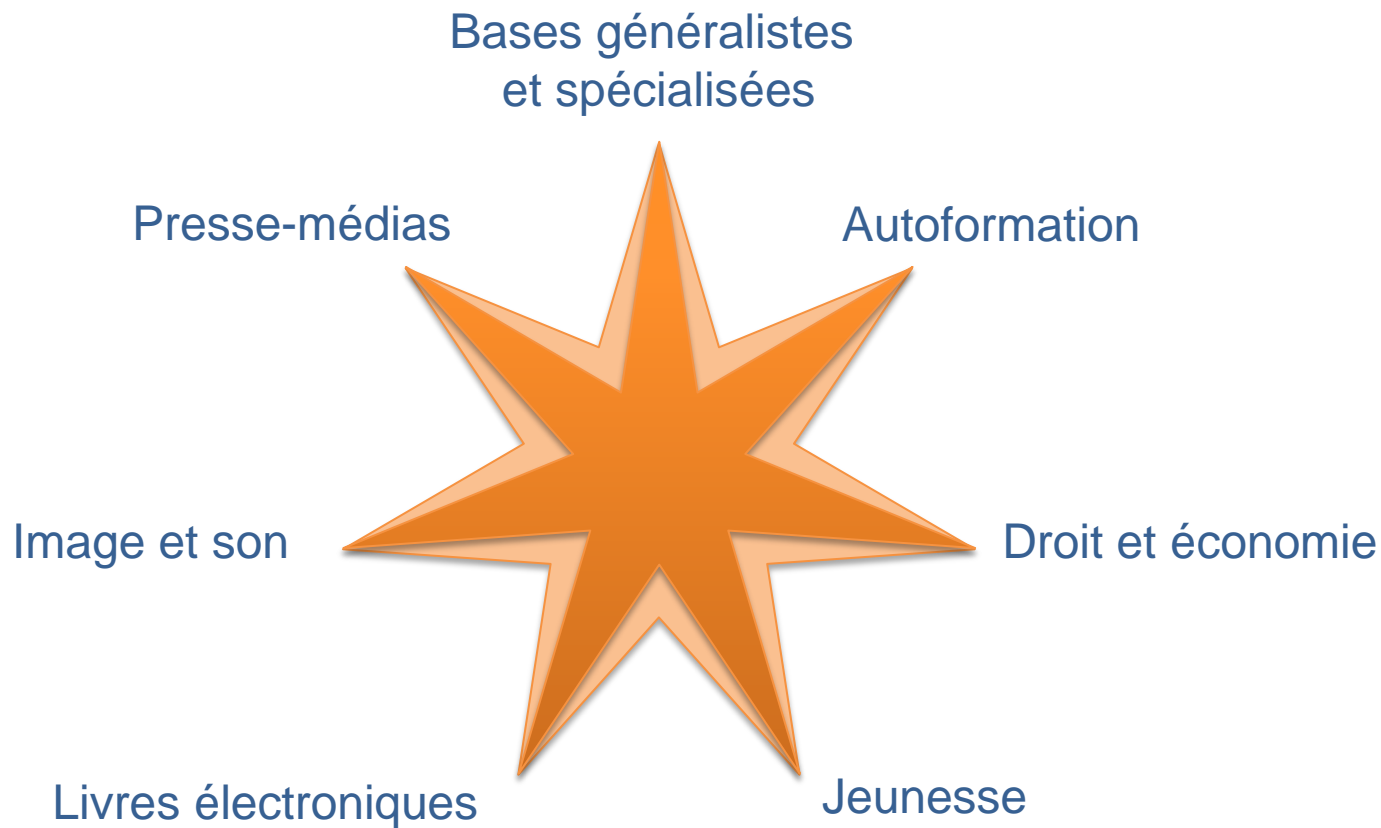 Bases généralistes
et spécialisées
Presse-médias
Autoformation
Image et son
Droit et économie
Livres électroniques
Jeunesse